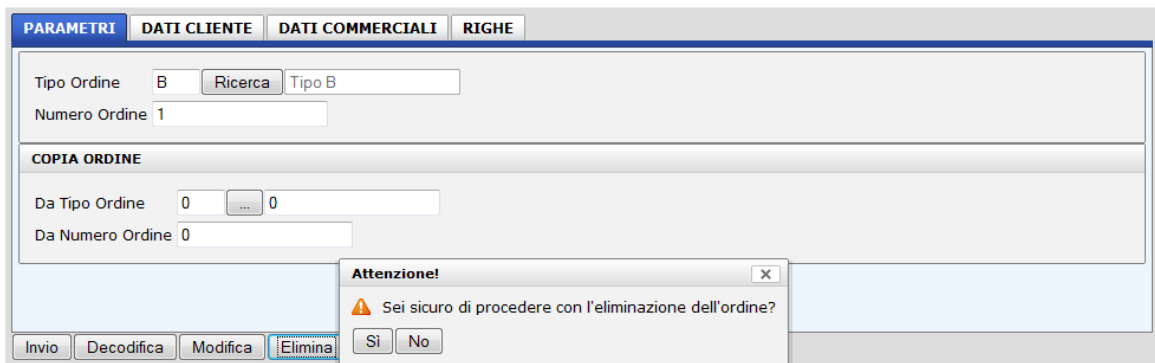 PARAMETRI DATI CLIENTE DATI COMMERCIALI RIGHE
Tipo Ordine B Ricerca Tipo B
Numero Ordine 1
COPIA ORDINE
Da Tipo Ordine 0 ... 0
Da Numero Ordine 0
Attenzione!
Sei sicuro di procedere con l'eliminazione dell'ordine?
Sì No
Invio Decodifica Modifica Elimina